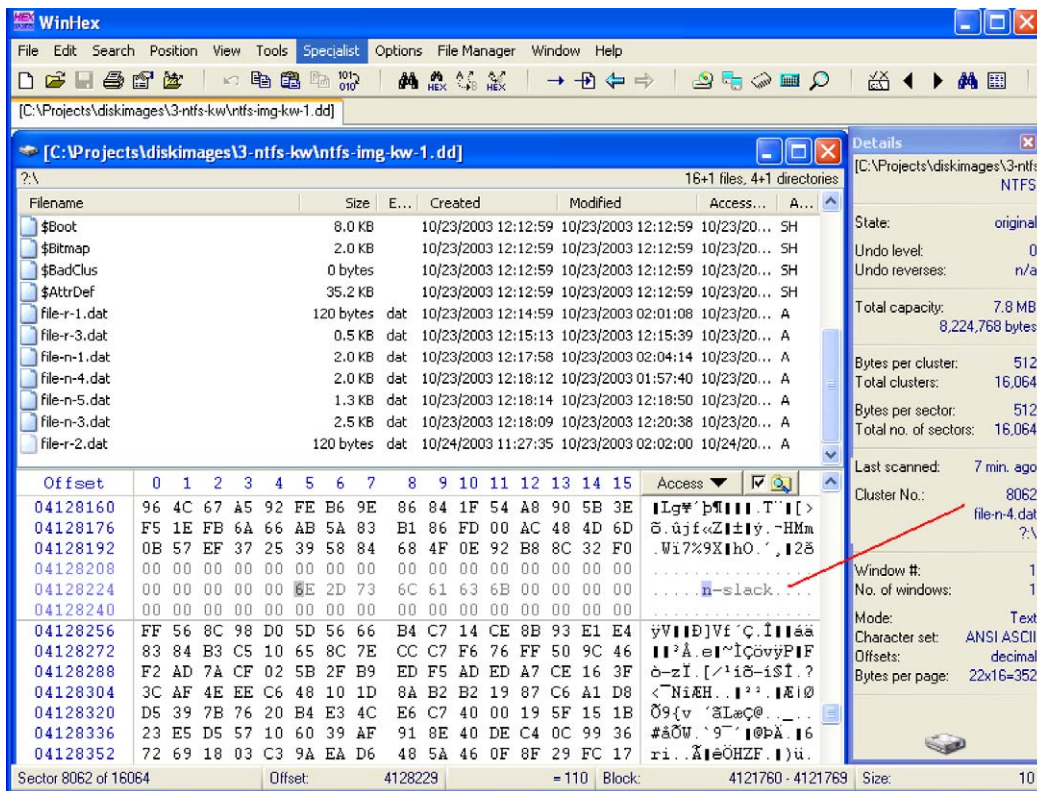 WinHex
File Edit Search Position View Tools Specialist Options File Manager Window Help
[C:\Projects\diskimages\3-ntfs-kw\ntfs-img-kw-1.dd]
[C:\Projects\diskimages\3-ntfs-kw\ntfs-img-kw-1.dd]
?:\ 16+1 files, 4+1 directories
Filename Size E... Created Modified Access... A...
$Boot 8.0 KB 10/23/2003 12:12:59 10/23/2003 12:12:59 10/23/20... SH
$Bitmap 2.0 KB 10/23/2003 12:12:59 10/23/2003 12:12:59 10/23/20... SH
$BadClus 0 bytes 10/23/2003 12:12:59 10/23/2003 12:12:59 10/23/20... SH
$AttrDef 35.2 KB 10/23/2003 12:12:59 10/23/2003 12:12:59 10/23/20... SH
file-r-1.dat 120 bytes dat 10/23/2003 12:14:59 10/23/2003 02:01:08 10/23/20... A
file-r-3.dat 0.5 KB dat 10/23/2003 12:15:13 10/23/2003 12:15:39 10/23/20... A
file-n-1.dat 2.0 KB dat 10/23/2003 12:17:58 10/23/2003 02:04:14 10/23/20... A
file-n-4.dat 2.0 KB dat 10/23/2003 12:18:12 10/23/2003 01:57:40 10/23/20... A
file-n-5.dat 1.3 KB dat 10/23/2003 12:18:14 10/23/2003 12:18:50 10/23/20... A
file-n-3.dat 2.5 KB dat 10/23/2003 12:18:09 10/23/2003 12:20:38 10/23/20... A
file-r-2.dat 120 bytes dat 10/24/2003 11:27:35 10/23/2003 02:02:00 10/24/20... A
Offset 0 1 2 3 4 5 6 7 8 9 10 11 12 13 14 15 Access
04128160 96 4C 67 A5 92 FE B6 9E 86 84 1F 54 A8 90 5B 3E
04128176 F5 1E FB 6A 66 AB 5A 83 B1 86 FD 00 AC 48 4D 6D
04128192 0B 57 EF 37 25 39 58 84 68 4F 0E 92 B8 8C 32 F0
04128208 00 00 00 00 00 00 00 00 00 00 00 00 00 00 00 00 ................
04128224 00 00 00 00 00 6E 2D 73 6C 61 63 6B 00 00 00 00 .....n-slack....
04128240 00 00 00 00 00 00 00 00 00 00 00 00 00 00 00 00 ................
04128256 FF 56 8C 98 D0 5D 56 66 B4 C7 14 CE 8B 93 E1 E4
04128272 83 84 B3 C5 10 65 8C 7E CC C7 F6 76 FF 50 9C 46
04128288 F2 AD 7A CF 02 5B 2F B9 ED F5 AD ED A7 CE 16 3F
04128304 3C AF 4E EE C6 48 10 1D 8A B2 B2 19 87 C6 A1 D8
04128320 D5 39 7B 76 20 B4 E3 4C E6 C7 40 00 19 5F 15 1B
04128336 23 E5 D5 57 10 60 39 AF 91 8E 40 DE C4 0C 99 36
04128352 72 69 18 03 C3 9A EA D6 48 5A 46 0F 8F 29 FC 17
Sector 8062 of 16064 Offset: 4128229 = 110 Block: 4121760 - 4121769 Size: 10
Details
[C:\Projects\diskimages\3-ntfs
NTFS
State: original
Undo level: 0
Undo reverses: n/a
Total capacity: 7.8 MB
8,224,768 bytes
Bytes per cluster: 512
Total clusters: 16,064
Bytes per sector: 512
Total no. of sectors: 16,064
Last scanned: 7 min. ago
Cluster No.: 8062
file-n-4.dat
?:\
Window #: 1
No. of windows: 1
Mode: Text
Character set: ANSI ASCII
Offsets: decimal
Bytes per page: 22x16=352